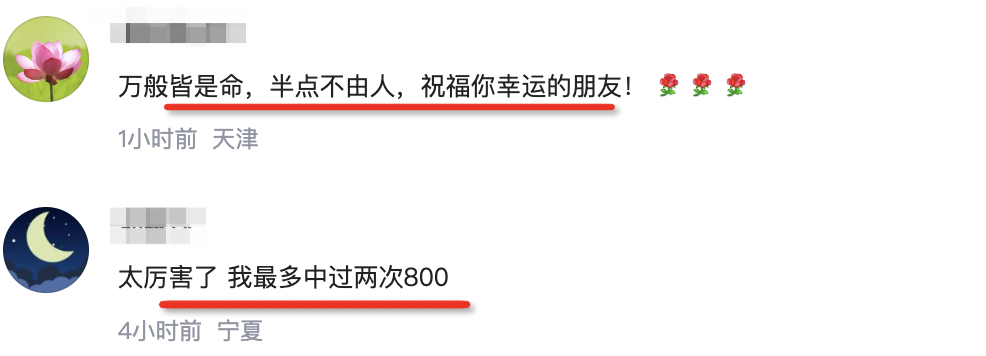 万般皆是命，半点不由人，祝福你幸运的朋友！🌹🌹🌹
1小时前 天津
太厉害了 我最多中过两次800
4小时前 宁夏